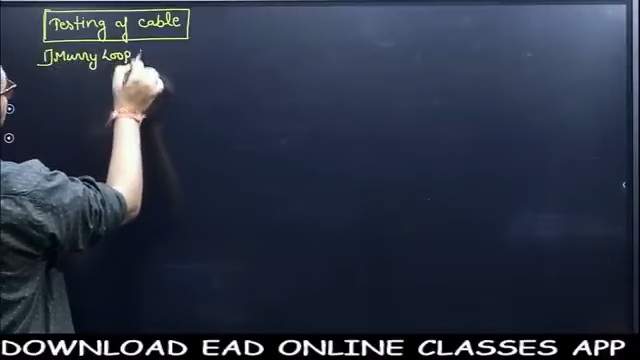 Testing of cable
1] Murry Loop
DOWNLOAD EAD ONLINE CLASSES APP